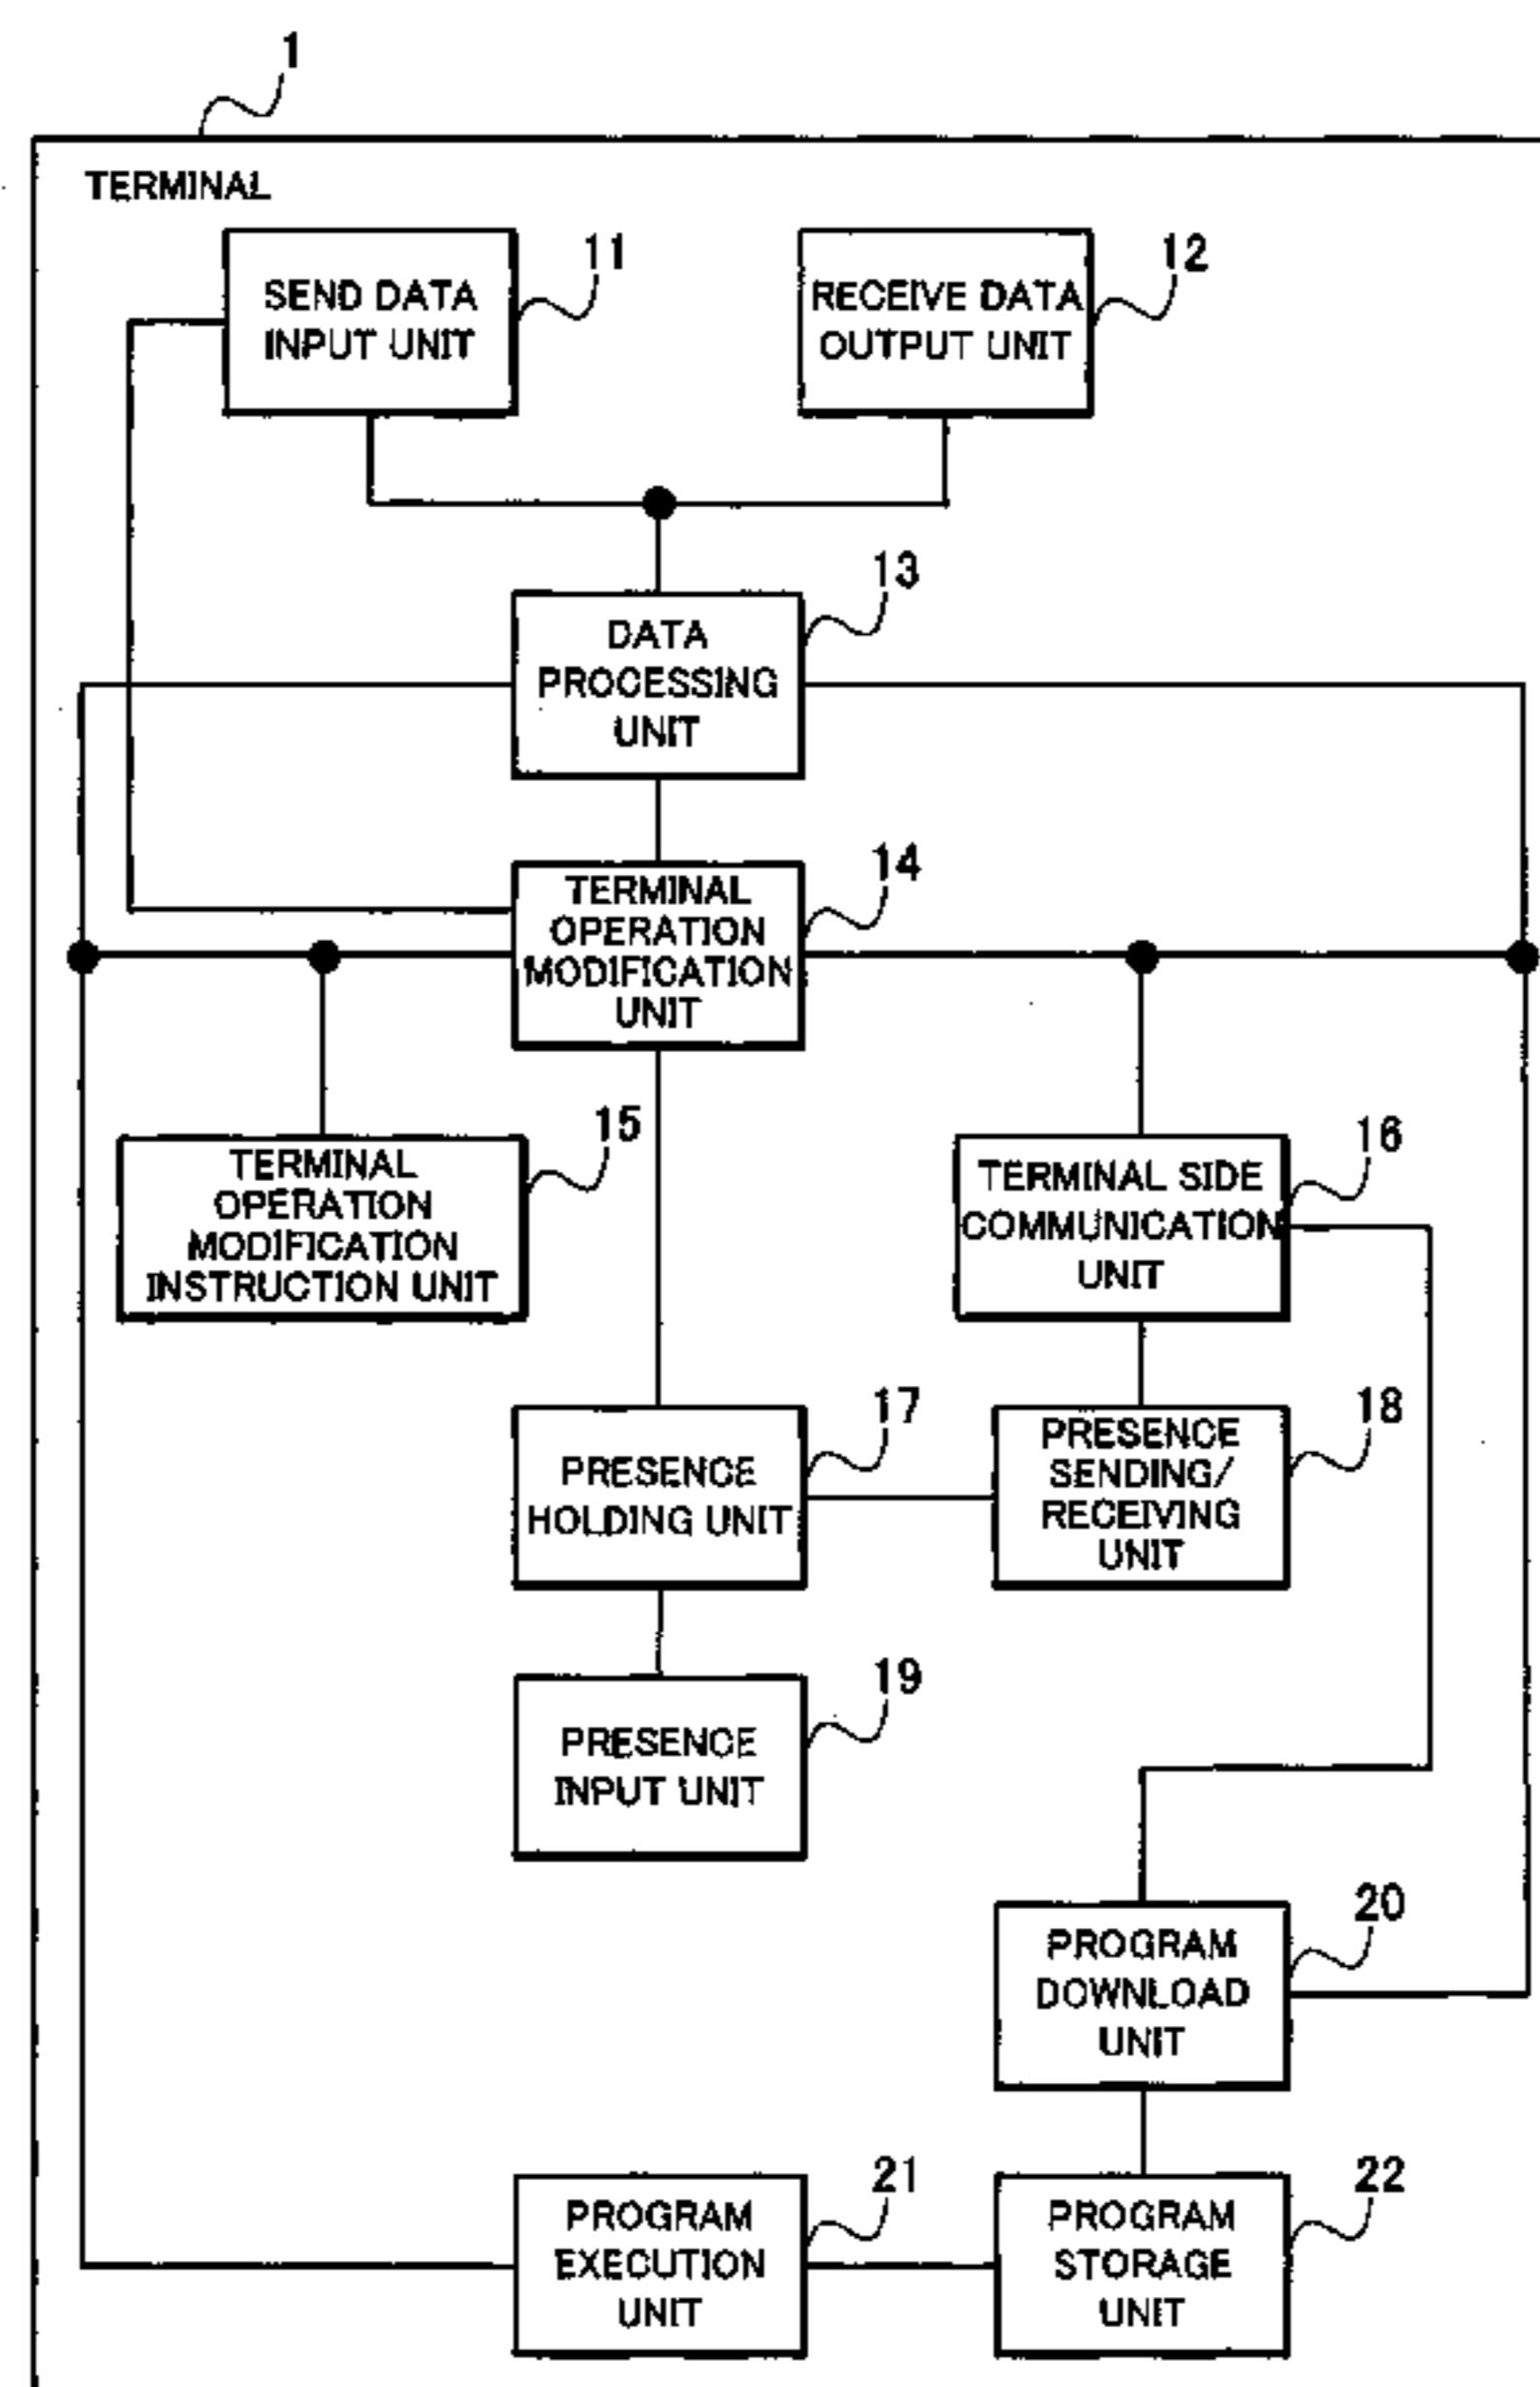 1
TERMINAL
SEND DATA
INPUT UNIT
11
RECEIVE DATA
OUTPUT UNIT
12
DATA
PROCESSING
UNIT
13
TERMINAL
OPERATION
MODIFICATION
UNIT
14
TERMINAL
OPERATION
MODIFICATION
INSTRUCTION UNIT
15
TERMINAL SIDE
COMMUNICATION
UNIT
16
PRESENCE
HOLDING UNIT
17
PRESENCE
SENDING/
RECEIVING
UNIT
18
PRESENCE
INPUT UNIT
19
PROGRAM
DOWNLOAD
UNIT
20
PROGRAM
EXECUTION
UNIT
21
PROGRAM
STORAGE
UNIT
22